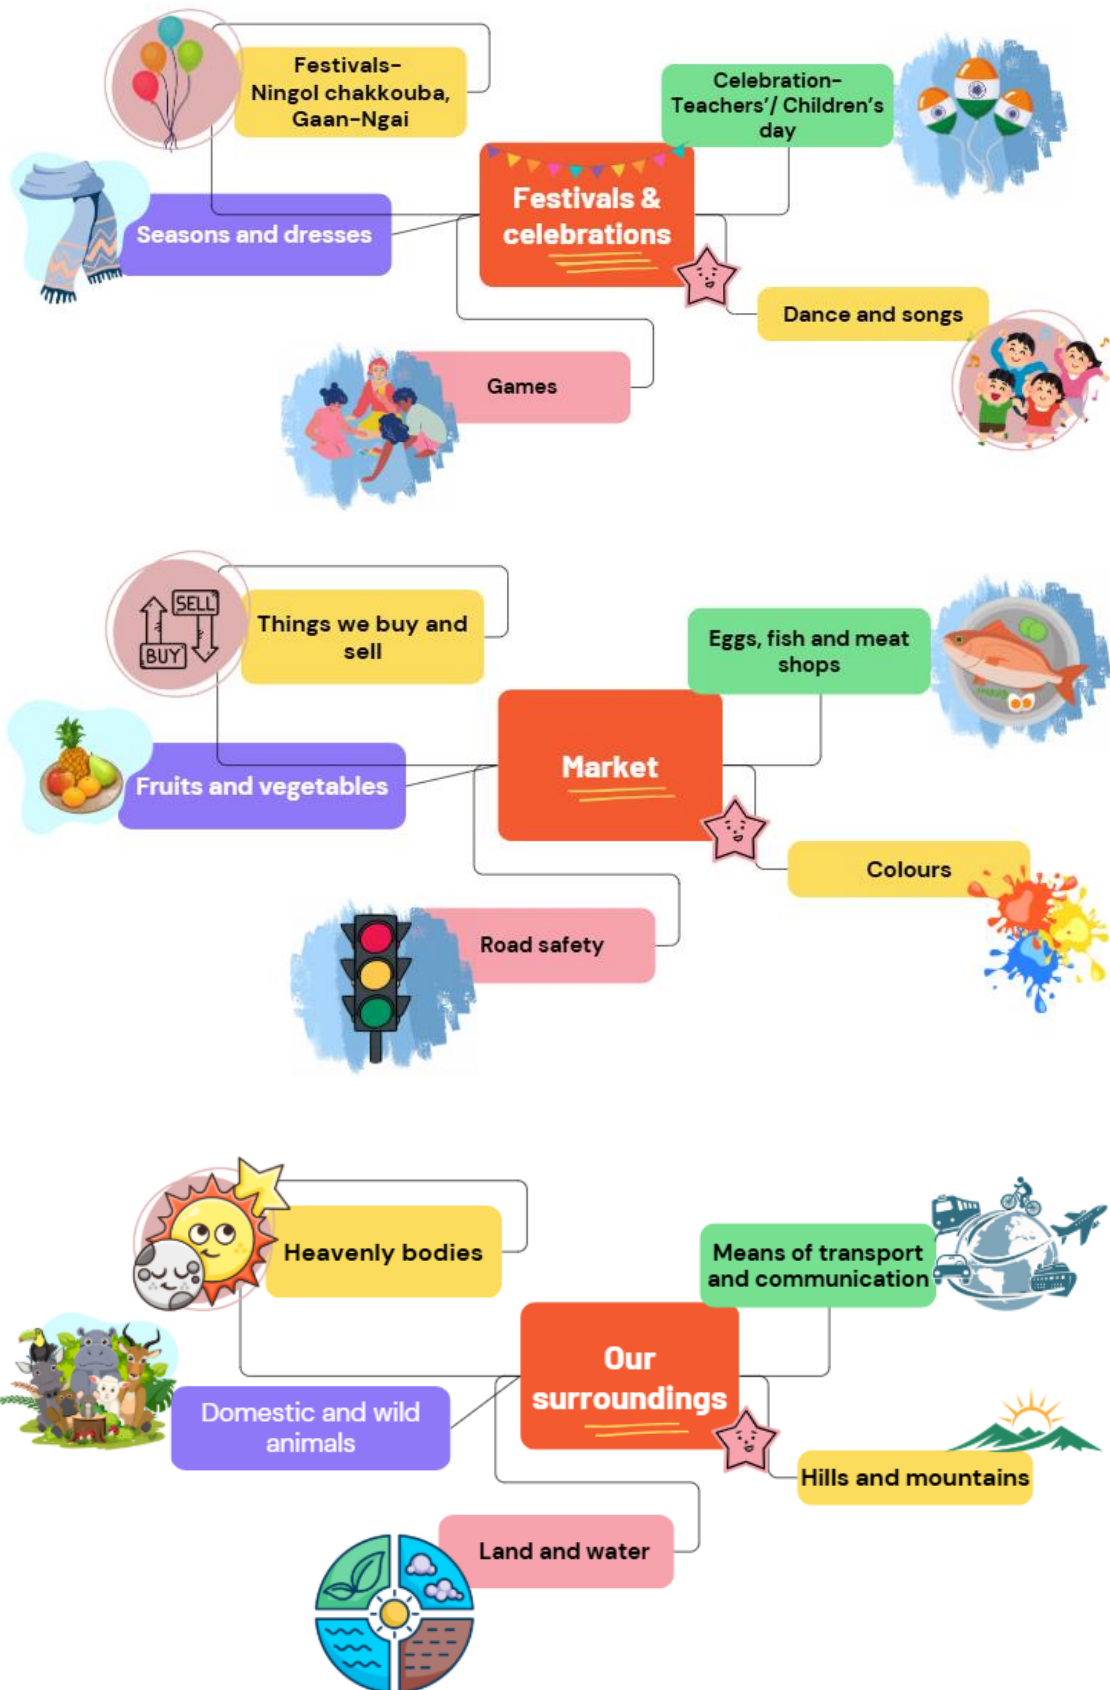 Festivals-
Ningol chakkouba,
Gaan-Ngai
Celebration-
Teachers’/ Children’s
day
Festivals &
celebrations
Seasons and dresses
Dance and songs
Games
SELL
BUY
Things we buy and
sell
Eggs, fish and meat
shops
Market
Fruits and vegetables
Colours
Road safety
Heavenly bodies
Means of transport
and communication
Our
surroundings
Domestic and wild
animals
Hills and mountains
Land and water